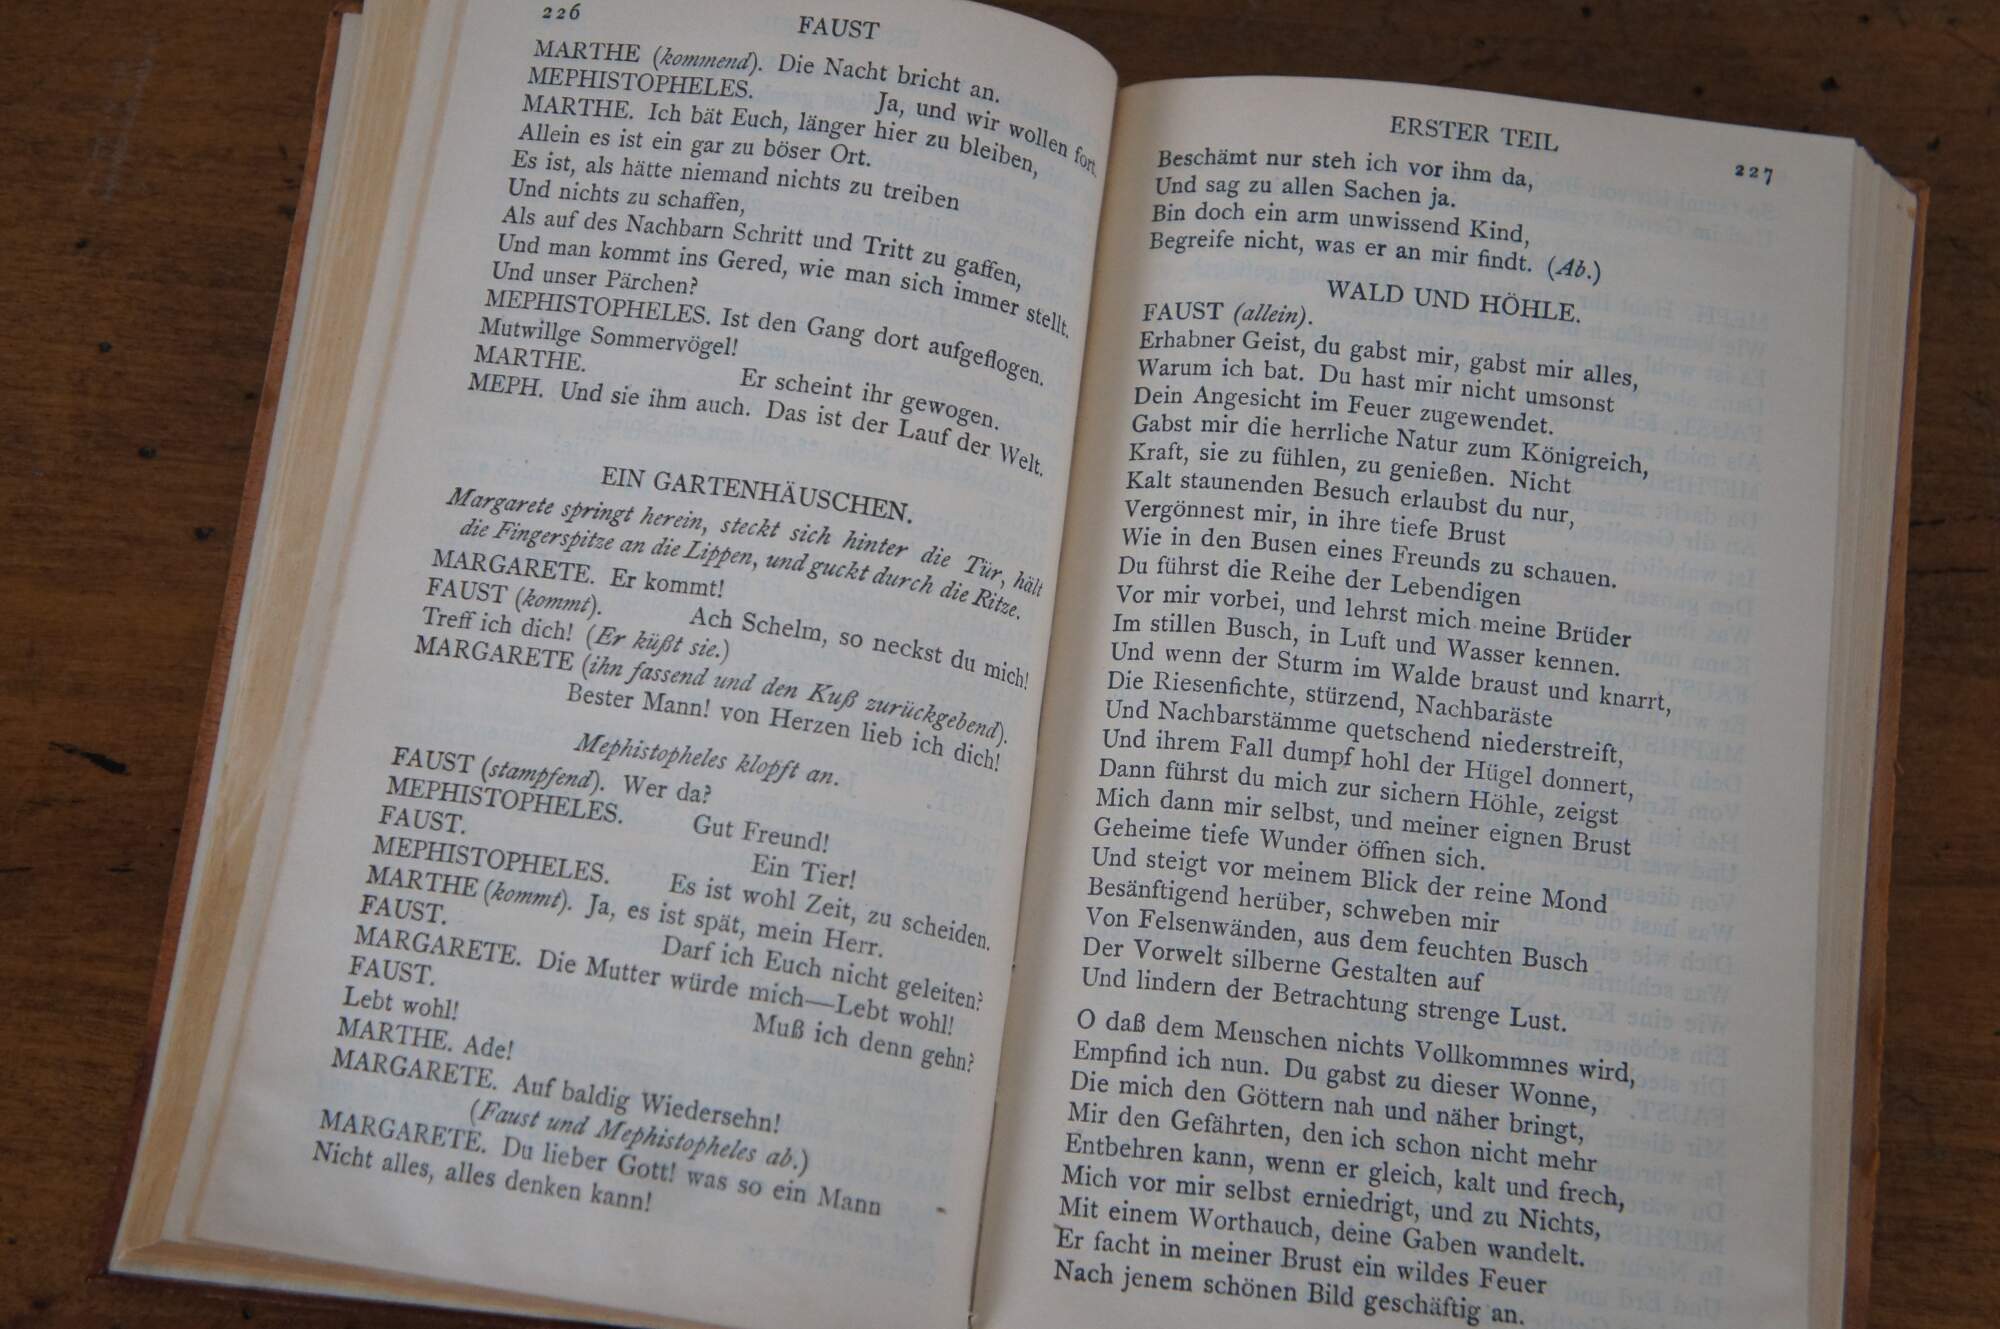 226
FAUST
MARTHE (kommend). Die Nacht bricht an.
MEPHISTOPHELES. Ja, und wir wollen fort.
MARTHE. Ich bät Euch, länger hier zu bleiben,
Allein es ist ein gar zu böser Ort.
Es ist, als hätte niemand nichts zu treiben
Und nichts zu schaffen,
Als auf des Nachbarn Schritt und Tritt zu gaffen,
Und man kommt ins Gered, wie man sich immer stellt.
Und unser Pärchen?
MEPHISTOPHELES. Ist den Gang dort aufgeflogen.
Mutwillge Sommervögel!
MARTHE. Er scheint ihr gewogen.
MEPH. Und sie ihm auch. Das ist der Lauf der Welt.
EIN GARTENHÄUSCHEN.
Margarete springt herein, steckt sich hinter die Tür, hält
die Fingerspitze an die Lippen, und guckt durch die Ritze.
MARGARETE. Er kommt!
FAUST (kommt). Ach Schelm, so neckst du mich!
Treff ich dich! (Er küßt sie.)
MARGARETE (ihn fassend und den Kuß zurückgebend).
Bester Mann! von Herzen lieb ich dich!
Mephistopheles klopft an.
FAUST (stampfend). Wer da?
MEPHISTOPHELES. Gut Freund!
FAUST. Ein Tier!
MEPHISTOPHELES. Es ist wohl Zeit, zu scheiden.
MARTHE (kommt). Ja, es ist spät, mein Herr.
FAUST. Darf ich Euch nicht geleiten?
MARGARETE. Die Mutter würde mich—Lebt wohl!
FAUST. Muß ich denn gehn?
Lebt wohl!
MARTHE. Ade!
MARGARETE. Auf baldig Wiedersehn!
(Faust und Mephistopheles ab.)
MARGARETE. Du lieber Gott! was so ein Mann
Nicht alles, alles denken kann!
ERSTER TEIL
227
Beschämt nur steh ich vor ihm da,
Und sag zu allen Sachen ja.
Bin doch ein arm unwissend Kind,
Begreife nicht, was er an mir findt. (Ab.)
WALD UND HÖHLE.
FAUST (allein).
Erhabner Geist, du gabst mir, gabst mir alles,
Warum ich bat. Du hast mir nicht umsonst
Dein Angesicht im Feuer zugewendet.
Gabst mir die herrliche Natur zum Königreich,
Kraft, sie zu fühlen, zu genießen. Nicht
Kalt staunenden Besuch erlaubst du nur,
Vergönnest mir, in ihre tiefe Brust
Wie in den Busen eines Freunds zu schauen.
Du führst die Reihe der Lebendigen
Vor mir vorbei, und lehrst mich meine Brüder
Im stillen Busch, in Luft und Wasser kennen.
Und wenn der Sturm im Walde braust und knarrt,
Die Riesenfichte, stürzend, Nachbaräste
Und Nachbarstämme quetschend niederstreift,
Und ihrem Fall dumpf hohl der Hügel donnert,
Dann führst du mich zur sichern Höhle, zeigst
Mich dann mir selbst, und meiner eignen Brust
Geheime tiefe Wunder öffnen sich.
Und steigt vor meinem Blick der reine Mond
Besänftigend herüber, schweben mir
Von Felsenwänden, aus dem feuchten Busch
Der Vorwelt silberne Gestalten auf
Und lindern der Betrachtung strenge Lust.
O daß dem Menschen nichts Vollkommnes wird,
Empfind ich nun. Du gabst zu dieser Wonne,
Die mich den Göttern nah und näher bringt,
Mir den Gefährten, den ich schon nicht mehr
Entbehren kann, wenn er gleich, kalt und frech,
Mich vor mir selbst erniedrigt, und zu Nichts,
Mit einem Worthauch, deine Gaben wandelt.
Er facht in meiner Brust ein wildes Feuer
Nach jenem schönen Bild geschäftig an.